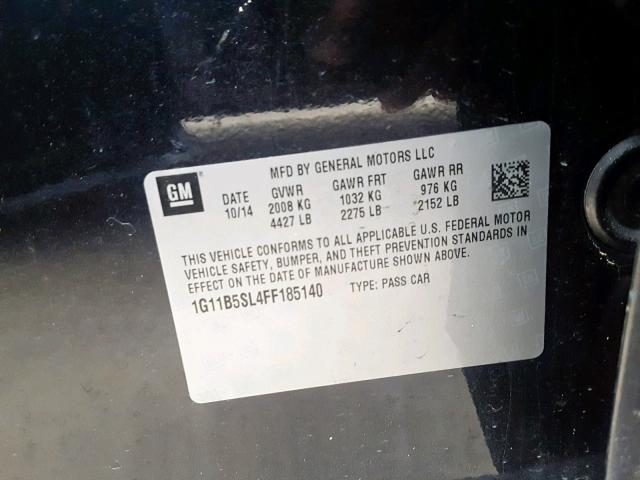 GM
MFD BY GENERAL MOTORS LLC
DATE GVWR GAWR FRT GAWR RR
10/14 2008 KG 1032 KG 976 KG
4427 LB 2275 LB 2152 LB
THIS VEHICLE CONFORMS TO ALL APPLICABLE U.S. FEDERAL MOTOR
VEHICLE SAFETY, BUMPER, AND THEFT PREVENTION STANDARDS IN
EFFECT ON THE DATE OF MANUFACTURE SHOWN ABOVE.
1G11B5SL4FF185140 TYPE: PASS CAR